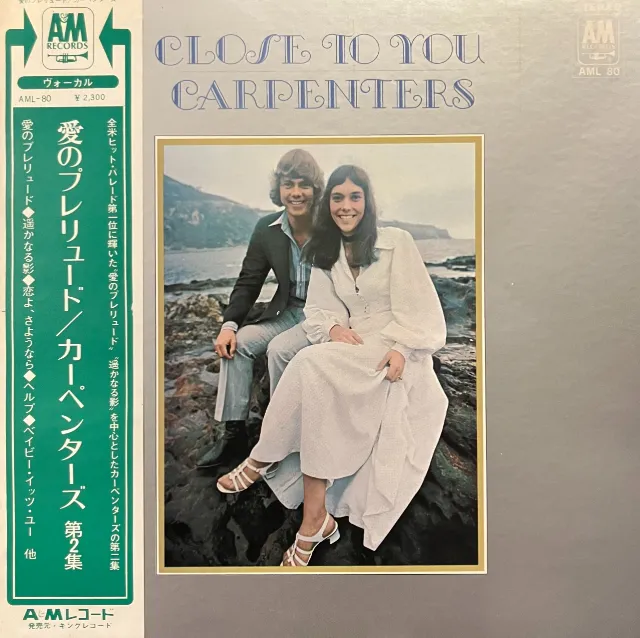 A&M
RECORDS
ヴォーカル
AML-80 ¥2,300
全米ヒット・パレード第一位に輝いた“愛のプレリュード”“遥かなる影”を中心としたカーペンターズの第二集
愛のプレリュード/カーペンターズ 第2集
愛のプレリュード◆遥かなる影◆恋よ、さようなら◆ヘルプ◆ベイビー・イッツ・ユー 他
A&Mレコード
発売元・キングレコード
CLOSE TO YOU
CARPENTERS
A&M
RECORDS
AML 80